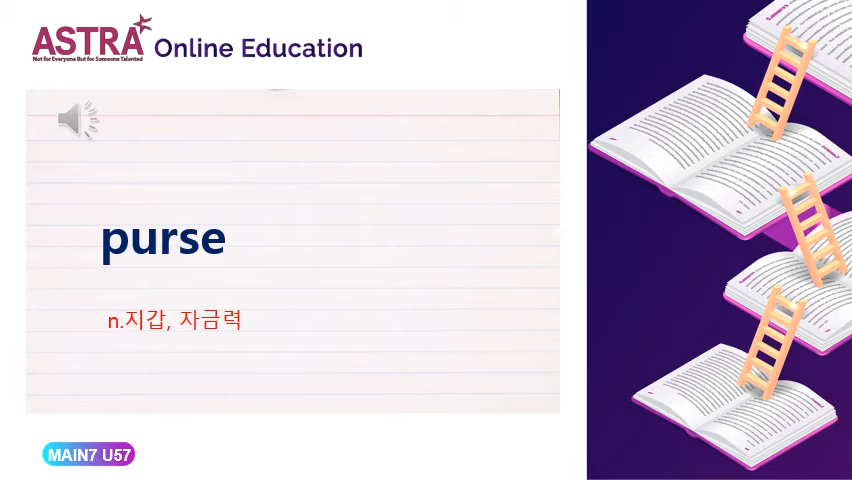 ASTRA Online Education
Not for Everyone But for Someone Talented
purse
n.지갑, 자금력
MAIN7 U57